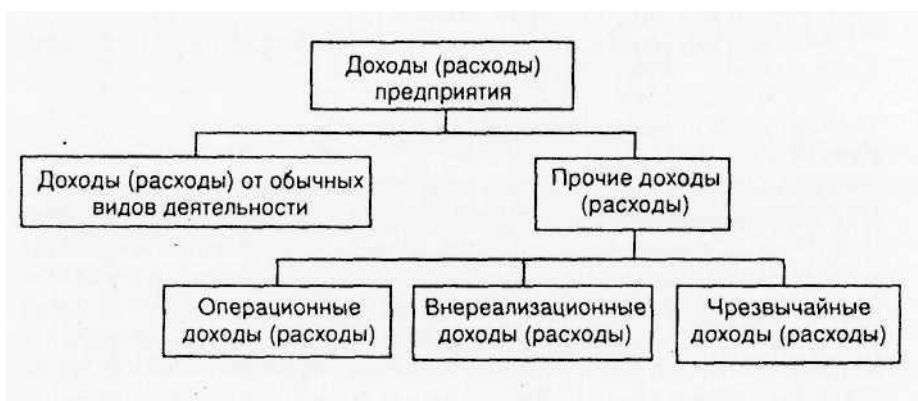 Доходы (расходы)
предприятия
Доходы (расходы) от обычных
видов деятельности
Прочие доходы
(расходы)
Операционные
доходы (расходы)
Внереализационные
доходы (расходы)
Чрезвычайные
доходы (расходы)